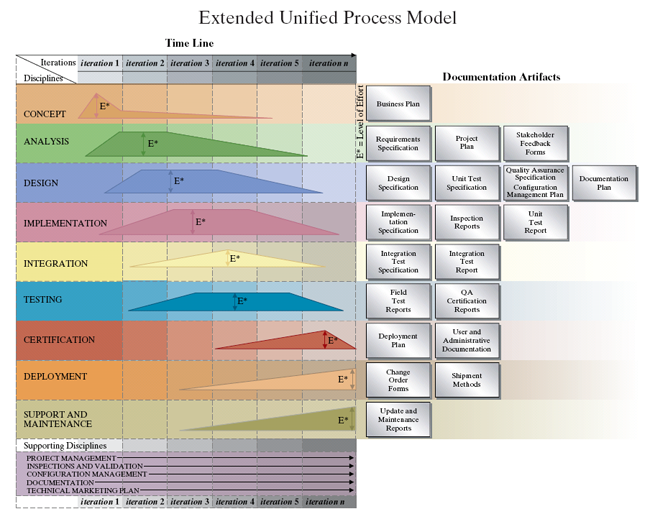 Extended Unified Process Model
Time Line
Iterations iteration 1 iteration 2 iteration 3 iteration 4 iteration 5 iteration n
Disciplines
Documentation Artifacts
E* = Level of Effort
CONCEPT
E*
Business Plan
ANALYSIS
E*
Requirements
Specification
Project
Plan
Stakeholder
Feedback
Forms
DESIGN
E*
Design
Specification
Unit Test
Specification
Quality Assurance
Specification
Configuration
Management Plan
Documentation
Plan
IMPLEMENTATION
E*
Implemen-
tation
Specification
Inspection
Reports
Unit
Test
Report
INTEGRATION
E*
Integration
Test
Specification
Integration
Test
Report
TESTING
E*
Field
Test
Reports
QA
Certification
Reports
CERTIFICATION
E*
Deployment
Plan
User and
Administrative
Documentation
DEPLOYMENT
E*
Change
Order
Forms
Shipment
Methods
SUPPORT AND
MAINTENANCE
E*
Update and
Maintenance
Reports
Supporting Disciplines
PROJECT MANAGEMENT
INSPECTIONS AND VALIDATION
CONFIGURATION MANAGEMENT
DOCUMENTATION
TECHNICAL MARKETING PLAN
iteration 1 iteration 2 iteration 3 iteration 4 iteration 5 iteration n